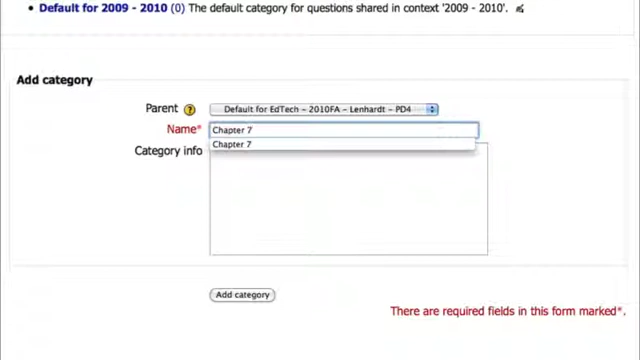 • Default for 2009 - 2010 (0) The default category for questions shared in context '2009 - 2010'.
Add category
Parent ? Default for EdTech - 2010FA - Lenhardt - PD4
Name* Chapter 7
Chapter 7
Category info
Add category
There are required fields in this form marked*.